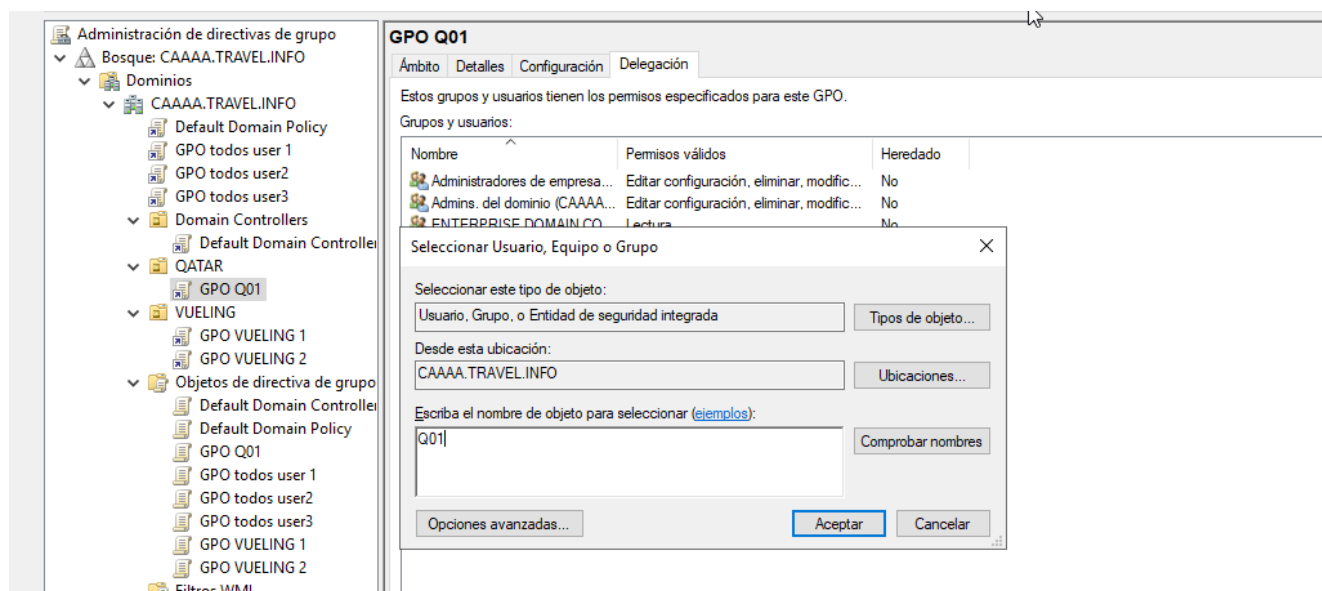 Administración de directivas de grupo
Bosque: CAAAA.TRAVEL.INFO
Dominios
CAAAA.TRAVEL.INFO
Default Domain Policy
GPO todos user 1
GPO todos user2
GPO todos user3
Domain Controllers
Default Domain Controller
QATAR
GPO Q01
VUELING
GPO VUELING 1
GPO VUELING 2
Objetos de directiva de grupo
Default Domain Controller
Default Domain Policy
GPO Q01
GPO todos user 1
GPO todos user2
GPO todos user3
GPO VUELING 1
GPO VUELING 2
Filtros WMI
GPO Q01
Ámbito Detalles Configuración Delegación
Estos grupos y usuarios tienen los permisos especificados para este GPO.
Grupos y usuarios:
Nombre Permisos válidos Heredado
Administradores de empresa... Editar configuración, eliminar, modific... No
Admins. del dominio (CAAAA... Editar configuración, eliminar, modific... No
ENTERPRISE DOMAIN CO... Lectura No
Seleccionar Usuario, Equipo o Grupo
Seleccionar este tipo de objeto:
Usuario, Grupo, o Entidad de seguridad integrada Tipos de objeto...
Desde esta ubicación:
CAAAA.TRAVEL.INFO Ubicaciones...
Escriba el nombre de objeto para seleccionar (ejemplos):
Q01 Comprobar nombres
Opciones avanzadas... Aceptar Cancelar